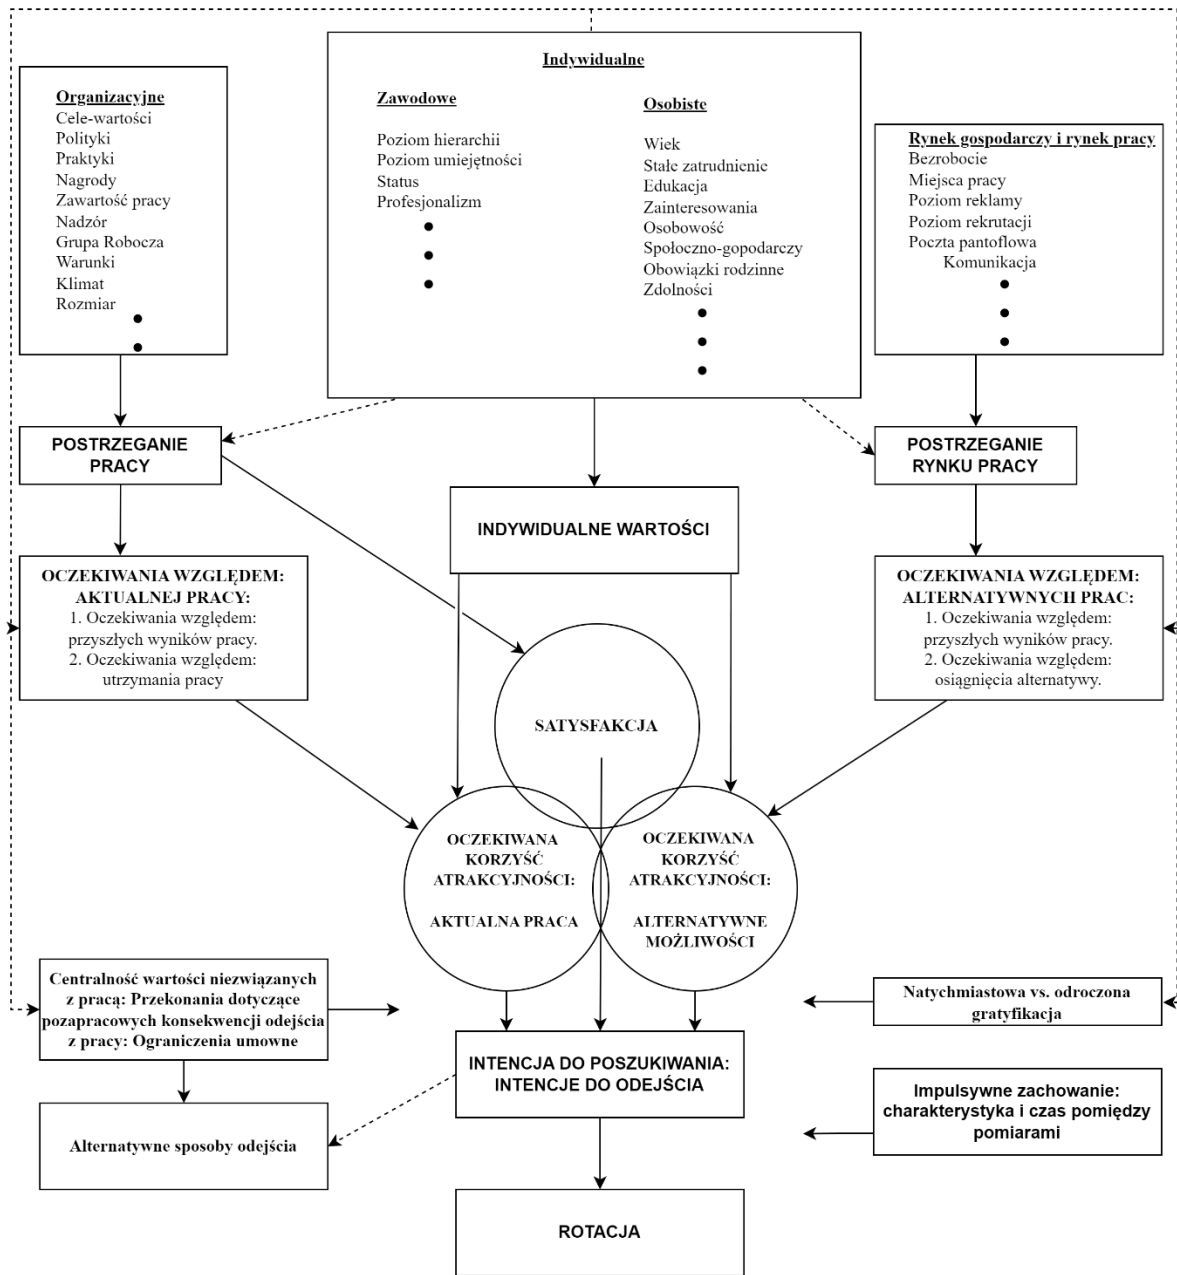 Indywidualne
Organizacyjne
Cele-wartości
Polityki
Praktyki
Nagrody
Zawartość pracy
Nadzór
Grupa Robocza
Warunki
Klimat
Rozmiar
Zawodowe
Poziom hierarchii
Poziom umiejętności
Status
Profesjonalizm
Osobiste
Wiek
Stałe zatrudnienie
Edukacja
Zainteresowania
Osobowość
Społoczno-gopodarczy
Obowiązki rodzinne
Zdolności
Rynek gospodarczy i rynek pracy
Bezrobocie
Miejsca pracy
Poziom reklamy
Poziom rekrutacji
Poczta pantoflowa
Komunikacja
POSTRZEGANIE
PRACY
POSTRZEGANIE
RYNKU PRACY
INDYWIDUALNE WARTOŚCI
OCZEKIWANIA WZGLĘDEM:
AKTUALNEJ PRACY:
1. Oczekiwania względem:
przyszłych wyników pracy.
2. Oczekiwania względem:
utrzymania pracy
OCZEKIWANIA WZGLĘDEM:
ALTERNATYWNYCH PRAC:
1. Oczekiwania względem:
przyszłych wyników pracy.
2. Oczekiwania względem:
osiągnięcia alternatywy.
SATYSFAKCJA
OCZEKIWANA
KORZYŚĆ
ATRAKCYJNOŚCI:
AKTUALNA PRACA
OCZEKIWANA
KORZYŚĆ
ATRAKCYJNOŚCI:
ALTERNATYWNE
MOŻLIWOŚCI
Centralność wartości niezwiązanych
z pracą: Przekonania dotyczące
pozapracowych konsekwencji odejścia
z pracy: Ograniczenia umowne
Natychmiastowa vs. odroczona
gratyfikacja
INTENCJA DO POSZUKIWANIA:
INTENCJE DO ODEJŚCIA
Impulsywne zachowanie:
charakterystyka i czas pomiędzy
pomiarami
Alternatywne sposoby odejścia
ROTACJA